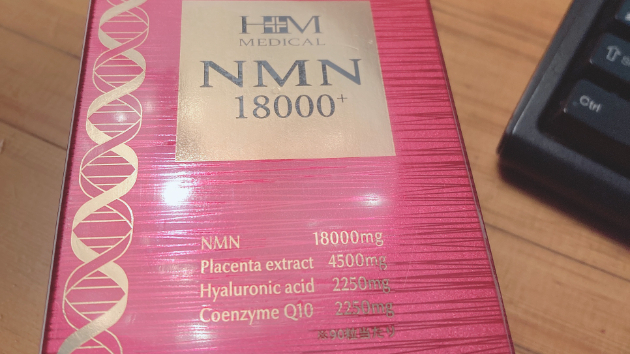 H+M
MEDICAL
NMN
18000+
NMN 18000mg
Placenta extract 4500mg
Hyaluronic acid 2250mg
Coenzyme Q10 2250mg
Ctrl